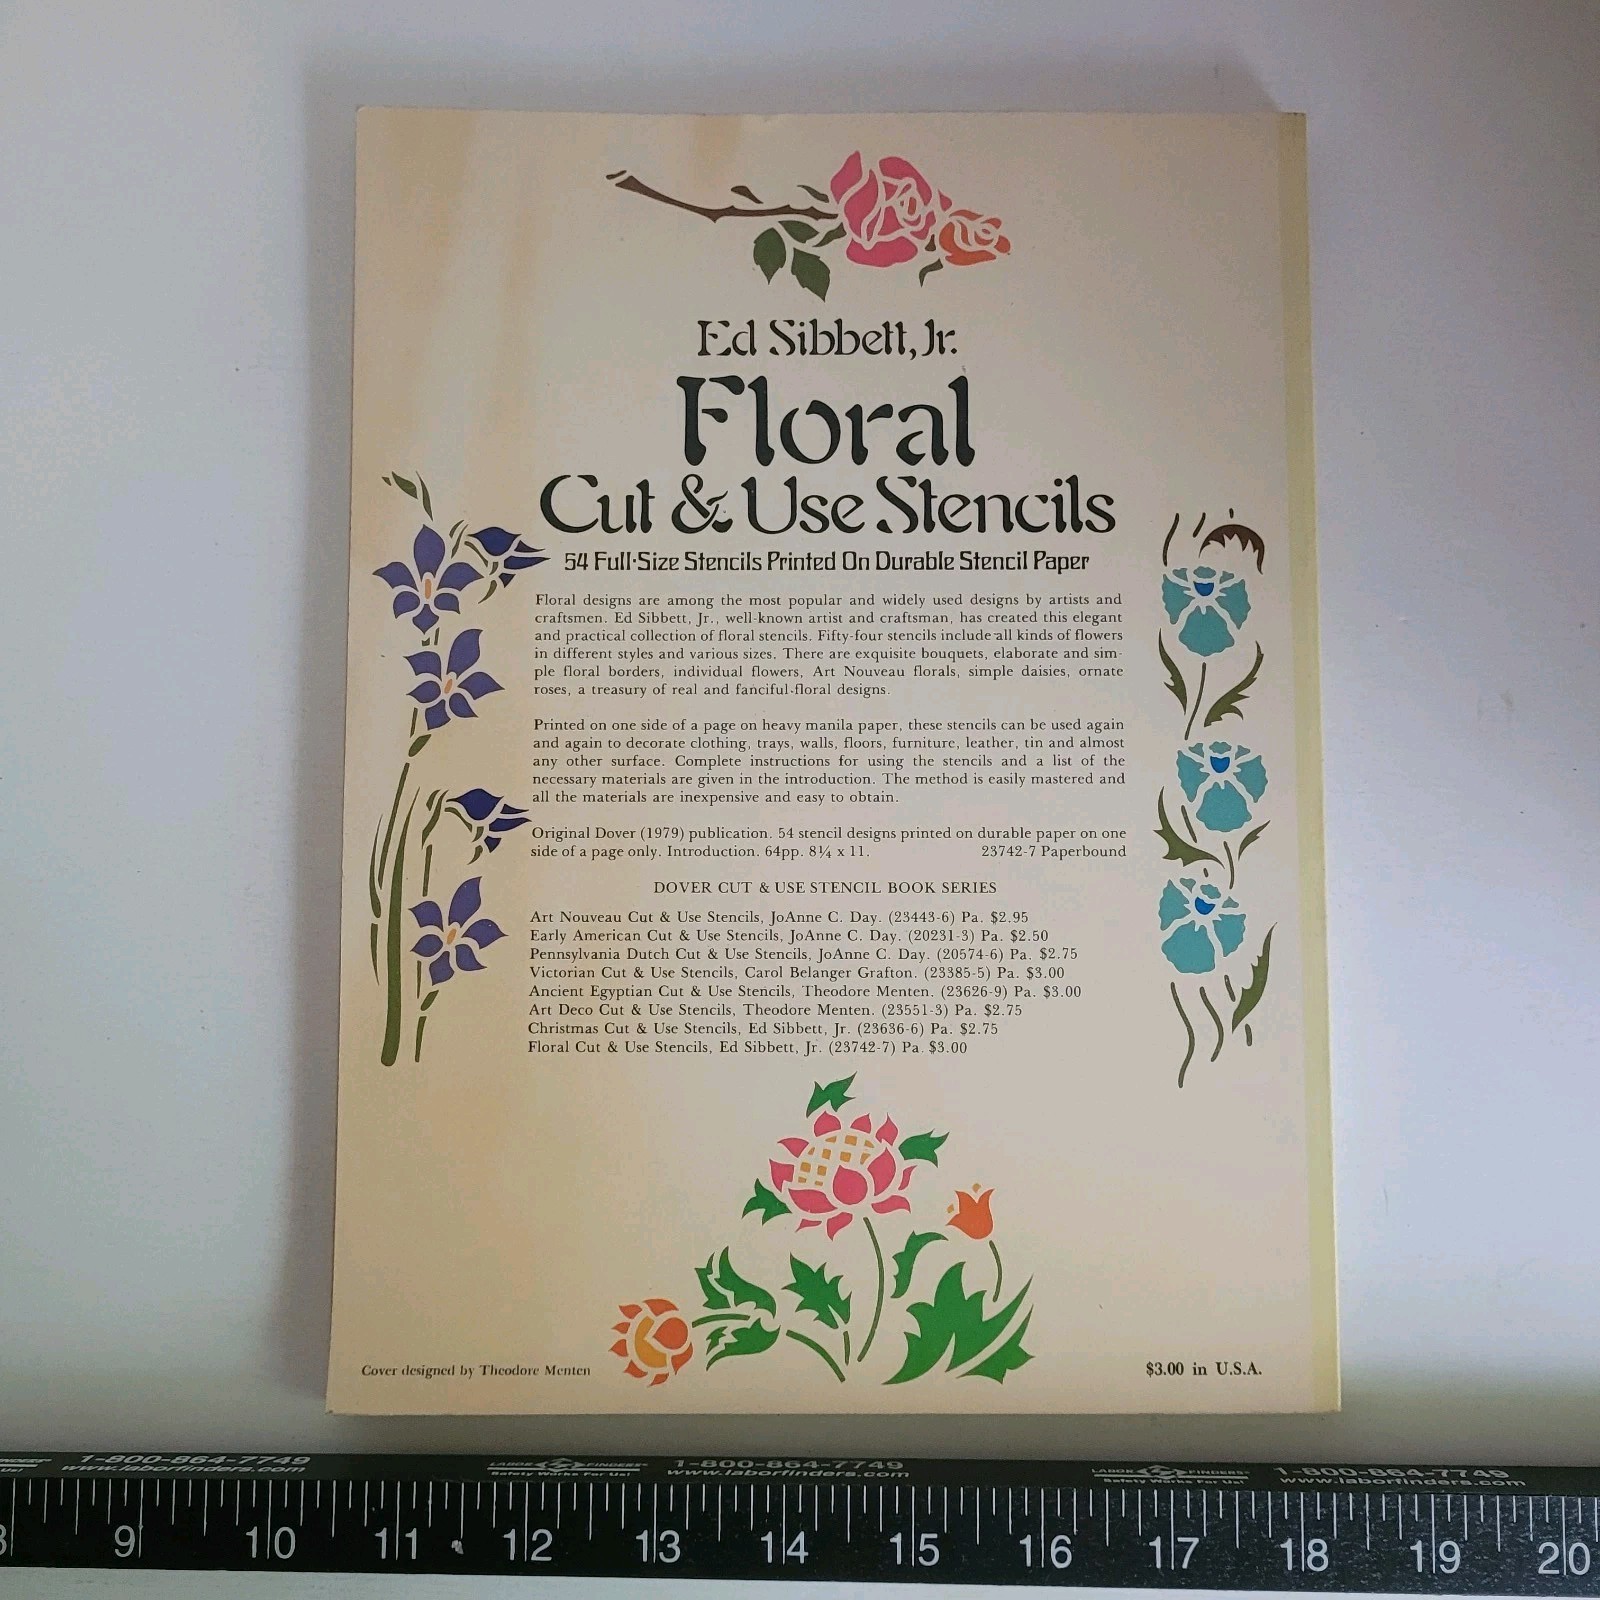 Ed Sibbett, Jr.
Floral
Cut & Use Stencils
54 Full-Size Stencils Printed On Durable Stencil Paper
Floral designs are among the most popular and widely used designs by artists and
craftsmen. Ed Sibbett, Jr., well-known artist and craftsman, has created this elegant
and practical collection of floral stencils. Fifty-four stencils include all kinds of flowers
in different styles and various sizes. There are exquisite bouquets, elaborate and sim-
ple floral borders, individual flowers, Art Nouveau florals, simple daisies, ornate
roses, a treasury of real and fanciful floral designs.
Printed on one side of a page on heavy manila paper, these stencils can be used again
and again to decorate clothing, trays, walls, floors, furniture, leather, tin and almost
any other surface. Complete instructions for using the stencils and a list of the
necessary materials are given in the introduction. The method is easily mastered and
all the materials are inexpensive and easy to obtain.
Original Dover (1979) publication. 54 stencil designs printed on durable paper on one
side of a page only. Introduction. 64pp. 8¼ x 11. 23742-7 Paperbound
DOVER CUT & USE STENCIL BOOK SERIES
Art Nouveau Cut & Use Stencils, JoAnne C. Day. (23443-6) Pa. $2.95
Early American Cut & Use Stencils, JoAnne C. Day. (20231-3) Pa. $2.50
Pennsylvania Dutch Cut & Use Stencils, JoAnne C. Day. (20574-6) Pa. $2.75
Victorian Cut & Use Stencils, Carol Belanger Grafton. (23385-5) Pa. $3.00
Ancient Egyptian Cut & Use Stencils, Theodore Menten. (23626-9) Pa. $3.00
Art Deco Cut & Use Stencils, Theodore Menten. (23551-3) Pa. $2.75
Christmas Cut & Use Stencils, Ed Sibbett, Jr. (23636-6) Pa. $2.75
Floral Cut & Use Stencils, Ed Sibbett, Jr. (23742-7) Pa. $3.00
Cover designed by Theodore Menten $3.00 in U.S.A.
1-800-864-7749 LABOR FINDERS 1-800-864-7749 LABOR FINDERS 1-800-864-7749
Us! www.laborfinders.com Safety Works For Us! www.laborfinders.com Safety Works For Us! www.laborfinders.com
8 9 10 11 12 13 14 15 16 17 18 19 20